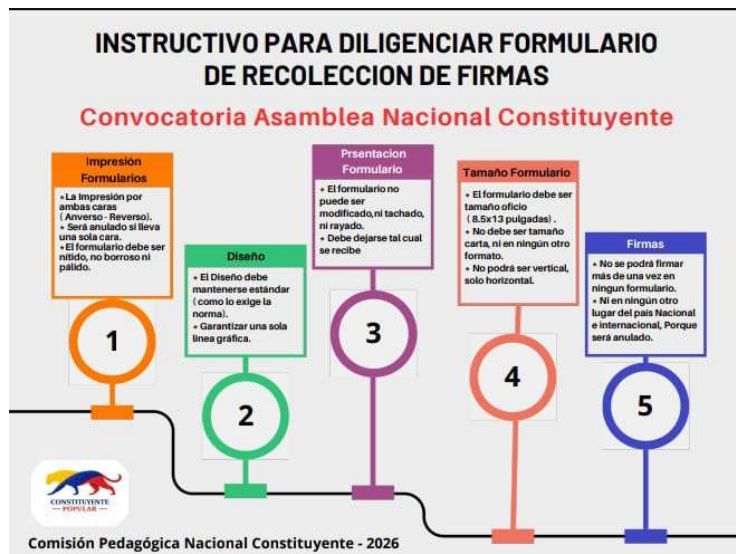 INSTRUCTIVO PARA DILIGENCIAR FORMULARIO
DE RECOLECCION DE FIRMAS
Convocatoria Asamblea Nacional Constituyente
Impresión
Formularios
★La Impresión por
ambas caras
( Anverso - Reverso).
★ Será anulado si lleva
una sola cara.
★El formulario debe ser
nítido, no borroso ni
pálido.
1
Diseño
★ El Diseño debe
mantenerse estándar
( como lo exige la
norma).
★ Garantizar una sola
linea gráfica.
2
Prsentacion
Formulario
★ El formulario no
puede ser
modificado,ni tachado,
ni rayado.
★ Debe dejarse tal cual
se recibe
3
Tamaño Formulario
★ El formulario debe ser
tamaño oficio
( 8.5x13 pulgadas) .
★ No debe ser tamaño
carta, ni en ningún otro
formato.
★ No podrá ser vertical,
solo horizontal.
4
Firmas
★ No se podrá firmar
más de una vez en
ningun formulario.
★ Ni en ningún otro
lugar del país Nacional
e internacional, Porque
será anulado.
5
CONSTITUYENTE
POPULAR
Comisión Pedagógica Nacional Constituyente - 2026